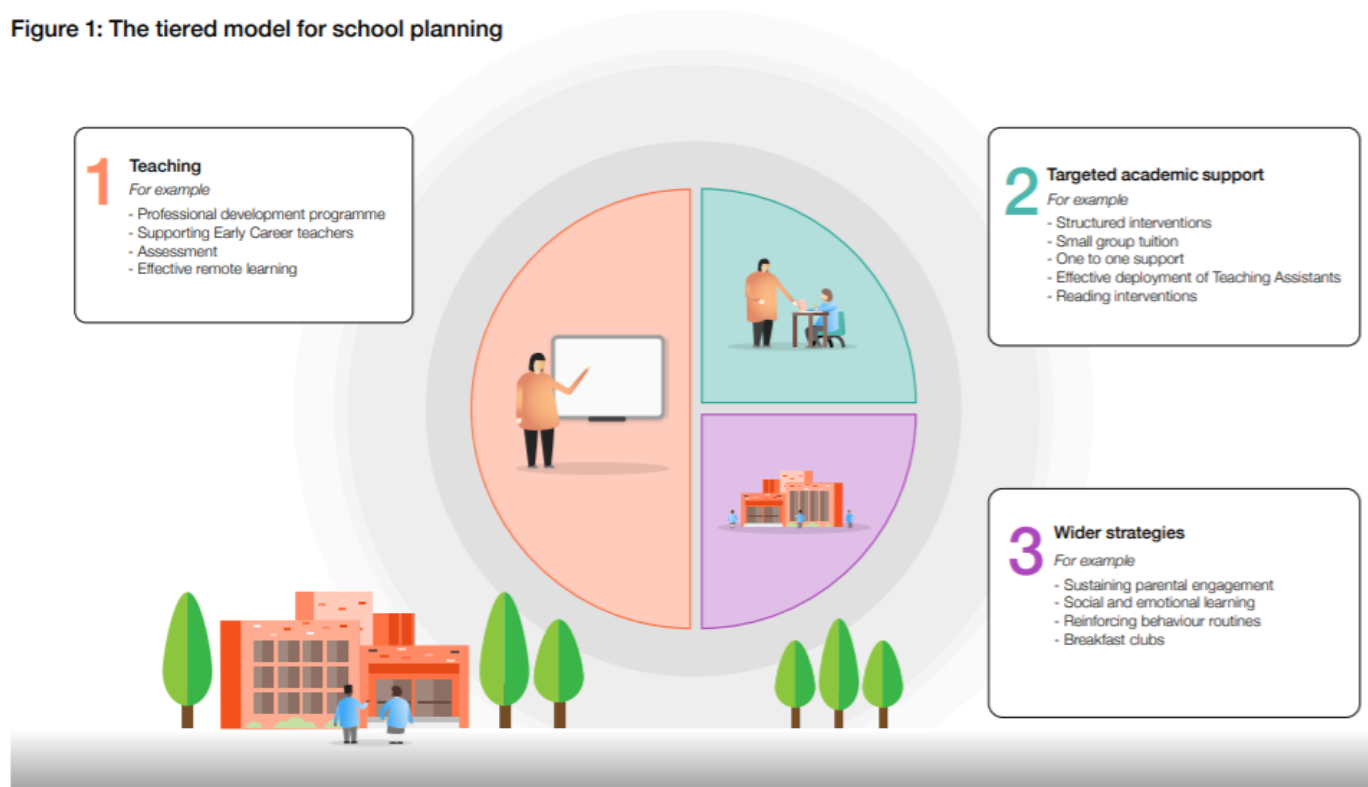 Figure 1: The tiered model for school planning
1
Teaching
For example
- Professional development programme
- Supporting Early Career teachers
- Assessment
- Effective remote learning
2
Targeted academic support
For example
- Structured interventions
- Small group tuition
- One to one support
- Effective deployment of Teaching Assistants
- Reading interventions
3
Wider strategies
For example
- Sustaining parental engagement
- Social and emotional learning
- Reinforcing behaviour routines
- Breakfast clubs